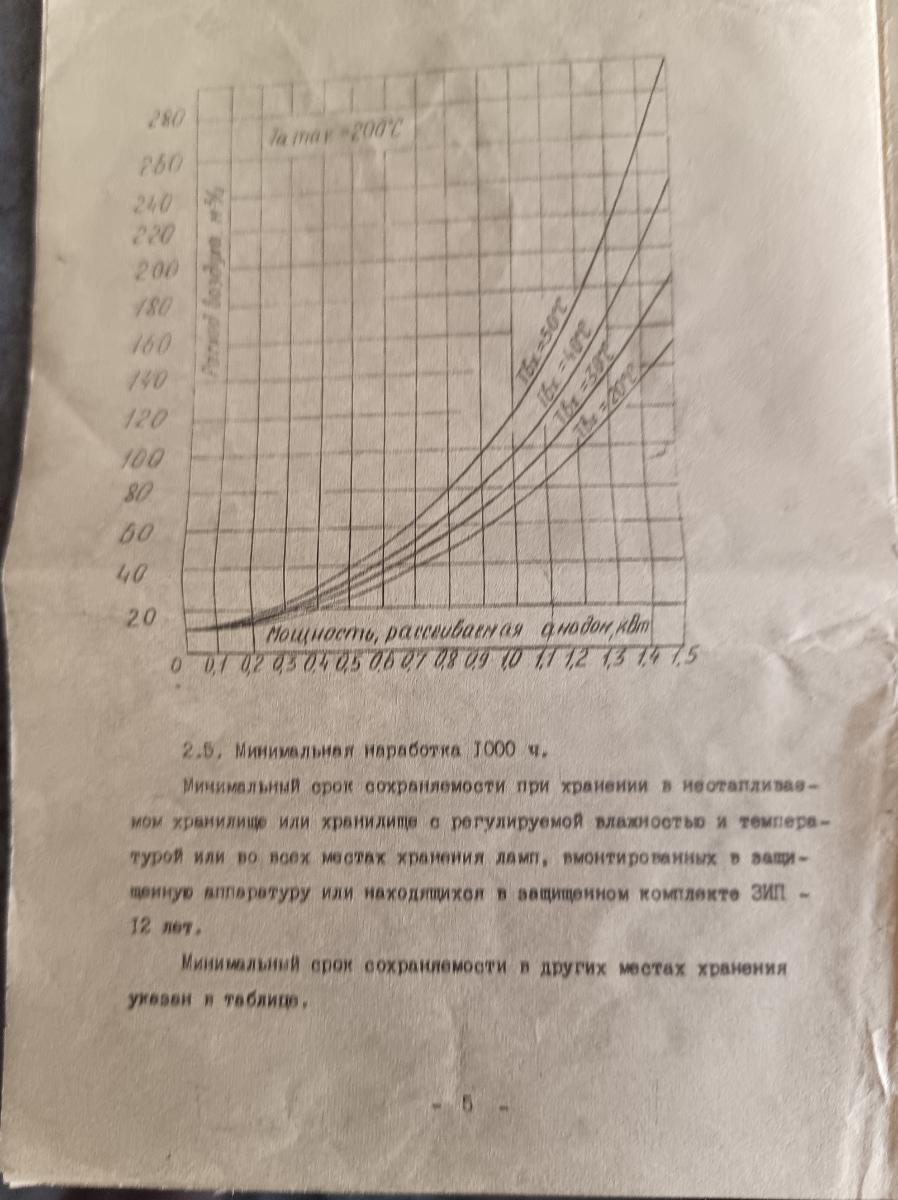 280
Tа max =200°C
260
240
220
200
180
160
140
120
100
80
60
40
20
Расход воздуха м³/ч
Твх =50°C
Твх =40°C
Твх =30°C
Твх =20°C
Мощность, рассеиваемая анодом, кВт
0 0,1 0,2 0,3 0,4 0,5 0,6 0,7 0,8 0,9 1,0 1,1 1,2 1,3 1,4 1,5
2.5. Минимальная наработка 1000 ч.
Минимальный срок сохраняемости при хранении в неотапливае-
мом хранилище или хранилище с регулируемой влажностью и темпера-
турой или во всех местах хранения ламп, вмонтированных в защи-
щенную аппаратуру или находящихся в защищенном комплекте ЗИП -
12 лет.
Минимальный срок сохраняемости в других местах хранения
указан в таблице.
- 5 -